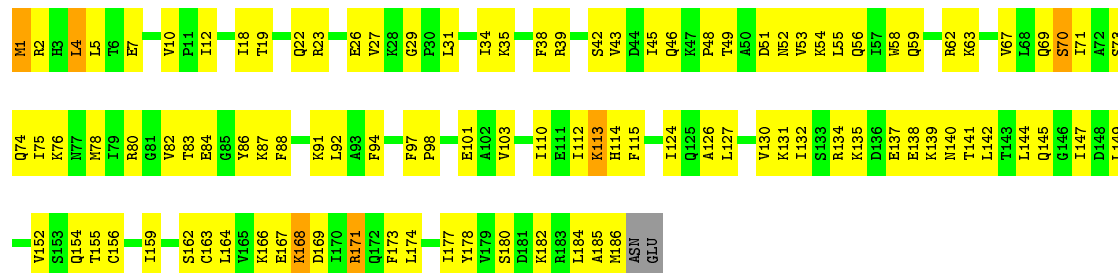 M1 R2 H3 L4 L5 T6 E7 V10 P11 I12 I18 T19 Q22 R23 E26 V27 K28 G29 P30 L31 I34 K35 F38 R39 S42 V43 D44 I45 Q46 K47 P48 T49 A50 D51 N52 V53 K54 L55 Q56 I57 W58 Q59 R62 K63 V67 L68 Q69 S70 I71 A72 S73
Q74 I75 K76 N77 M78 I79 R80 G81 V82 T83 E84 G85 Y86 K87 F88 K91 L92 A93 F94 F97 P98 E101 A102 V103 I110 E111 I112 K113 H114 F115 I124 Q125 A126 L127 V130 K131 I132 S133 R134 K135 D136 E137 E138 K139 N140 T141 L142 T143 L144 Q145 G146 I147 D148 L149
V152 S153 Q154 T155 C156 I159 S162 C163 L164 V165 K166 E167 K168 D169 I170 R171 Q172 F173 L174 I177 Y178 V179 S180 D181 K182 R183 L184 A185 M186 ASN GLU